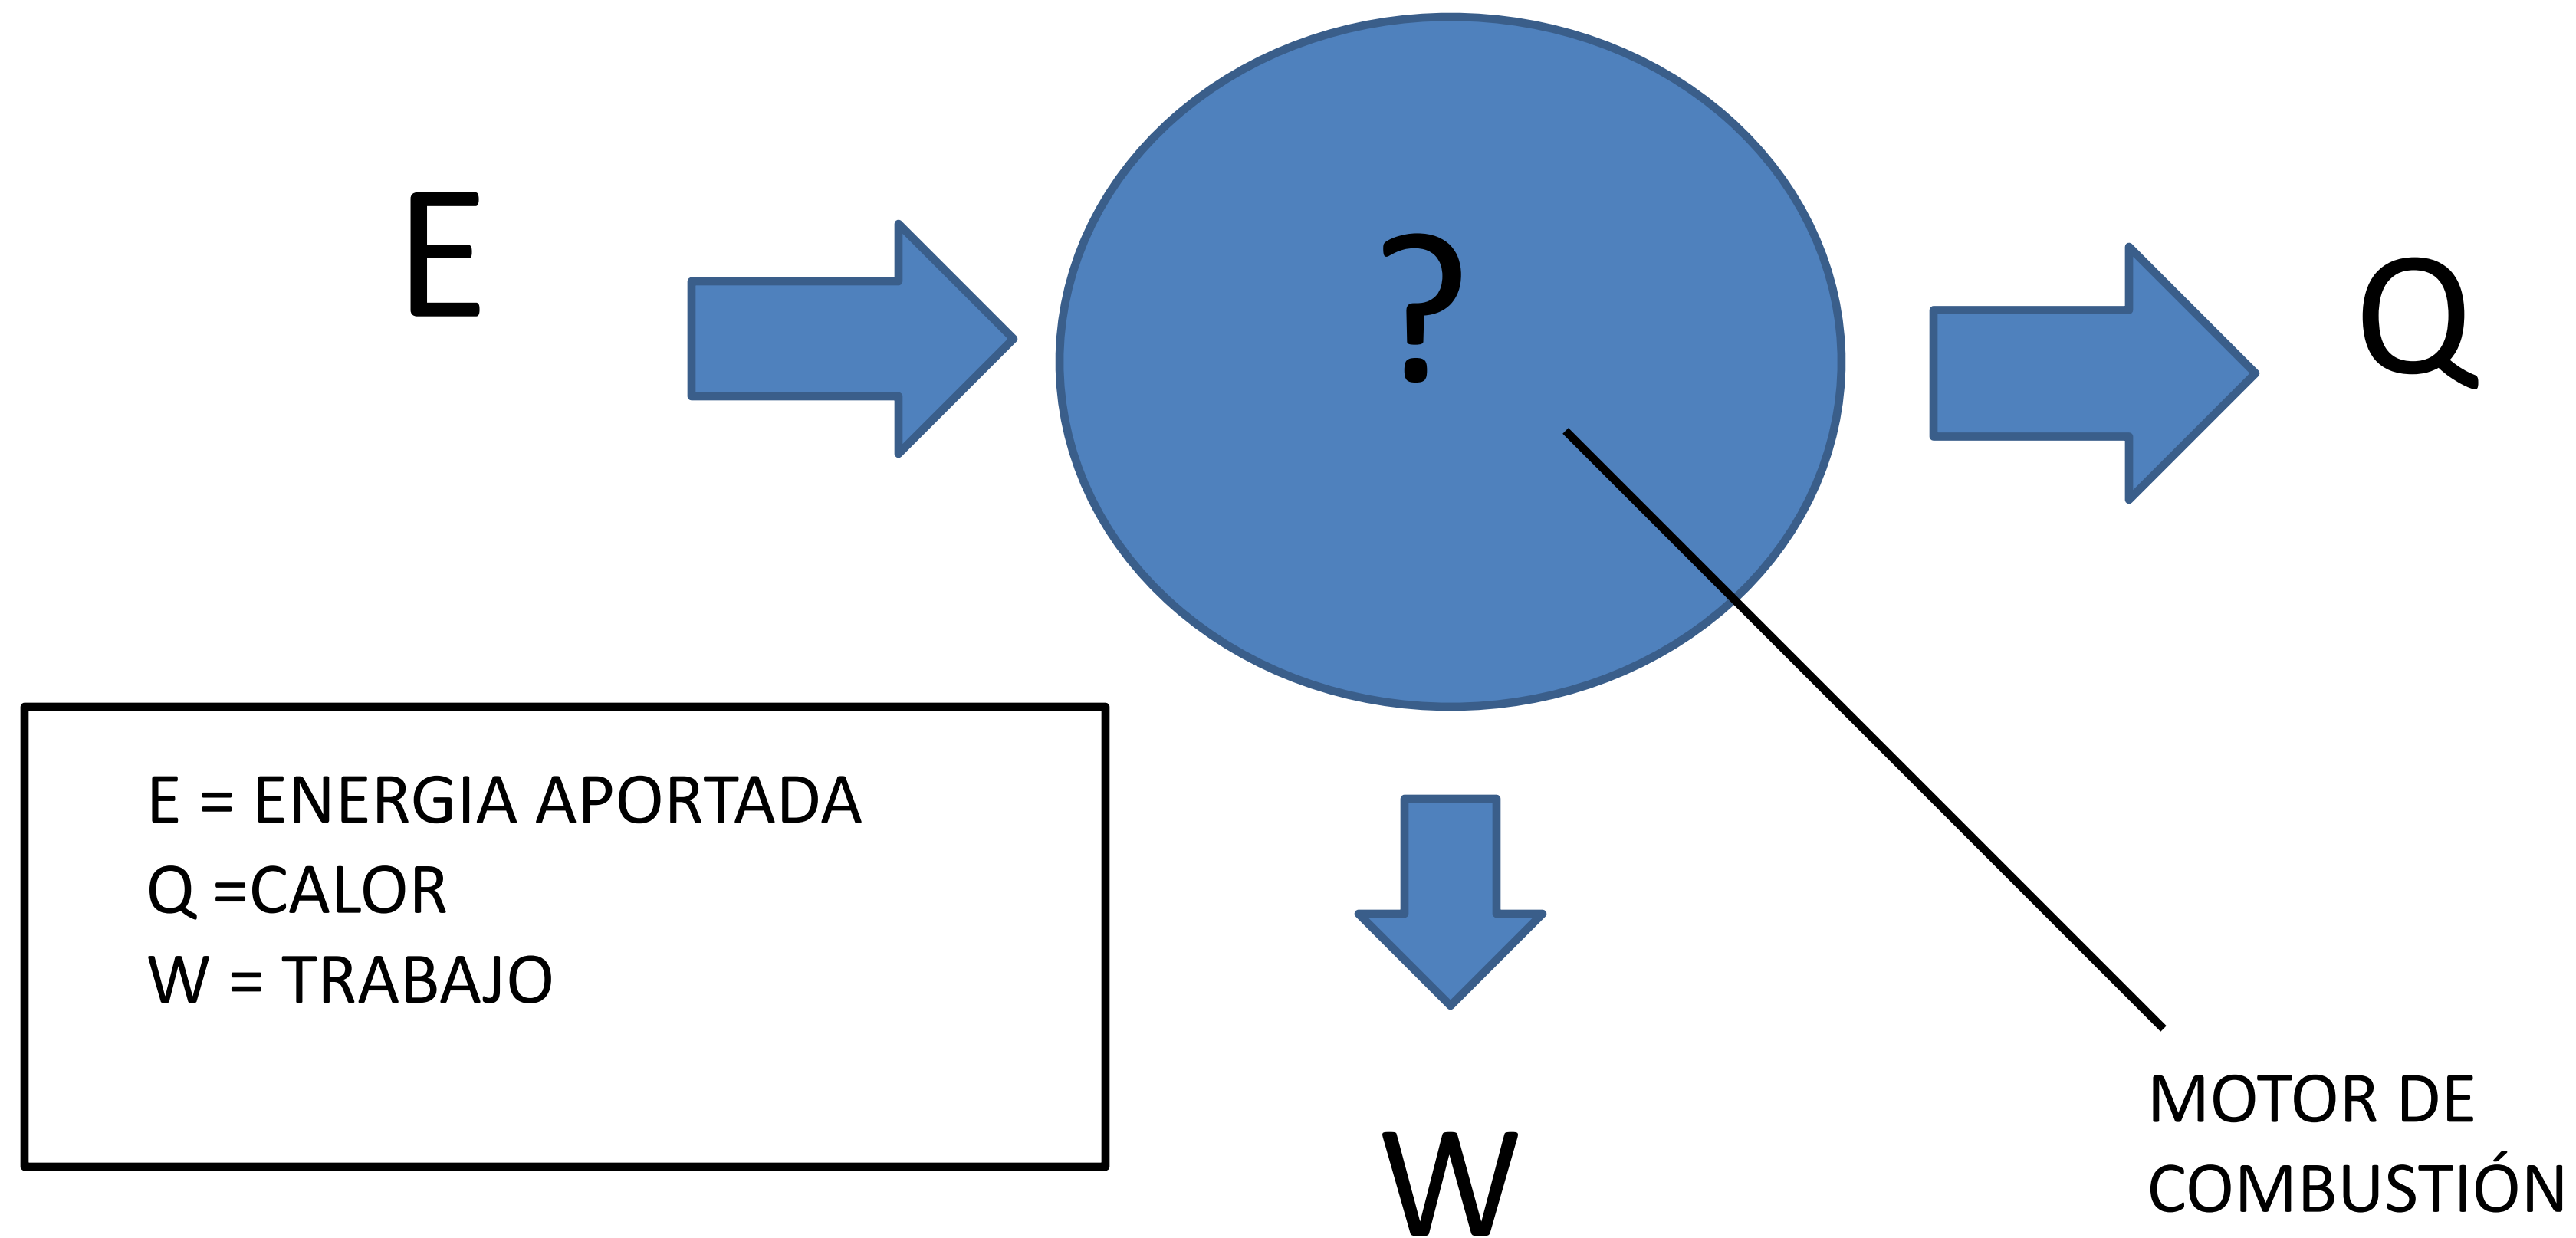 E
?
Q
E = ENERGIA APORTADA
Q =CALOR
W = TRABAJO
W
MOTOR DE
COMBUSTIÓN